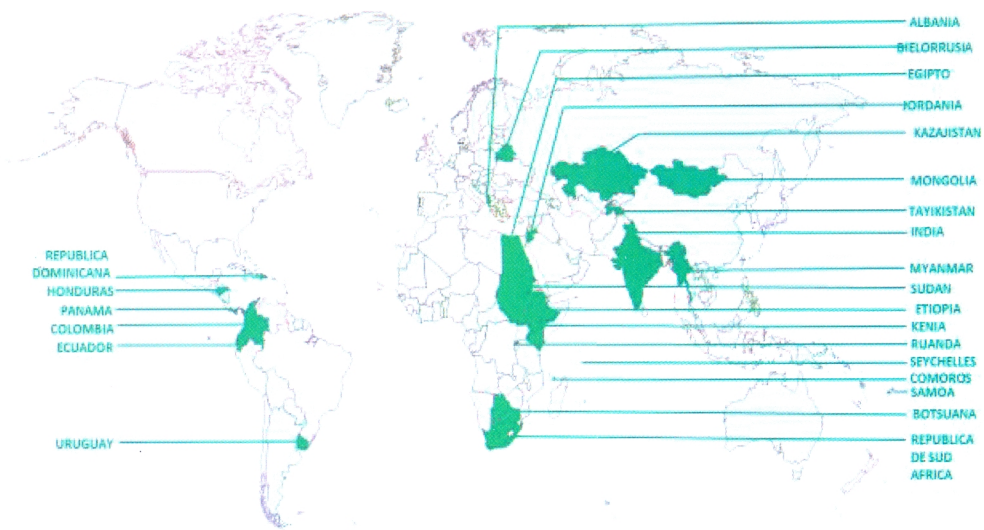 ALBANIA
BIELORRUSIA
EGIPTO
JORDANIA
KAZAJISTAN
MONGOLIA
TAYIKISTAN
INDIA
MYANMAR
SUDAN
ETIOPIA
KENIA
RUANDA
SEYCHELLES
COMOROS
SAMOA
BOTSUANA
REPUBLICA
DE SUD
AFRICA
REPUBLICA
DOMINICANA
HONDURAS
PANAMA
COLOMBIA
ECUADOR
URUGUAY